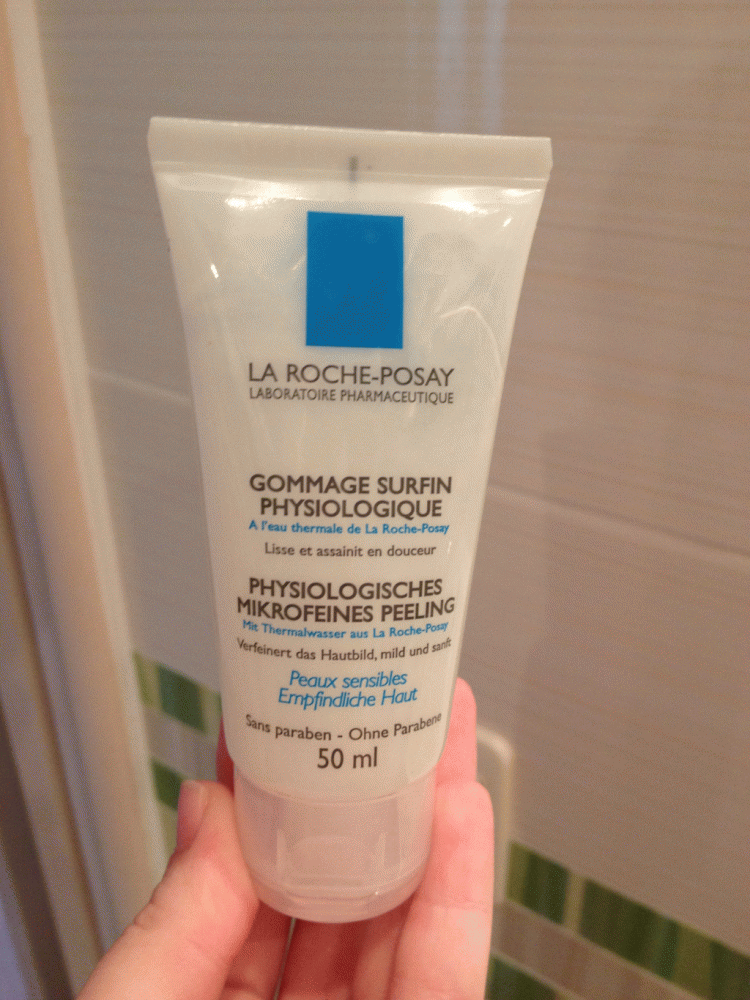 LA ROCHE-POSAY
LABORATOIRE PHARMACEUTIQUE
GOMMAGE SURFIN
PHYSIOLOGIQUE
A l'eau thermale de La Roche-Posay
Lisse et assainit en douceur
PHYSIOLOGISCHES
MIKROFEINES PEELING
Mit Thermalwasser aus La Roche-Posay
Verfeinert das Hautbild, mild und sanft
Peaux sensibles
Empfindliche Haut
Sans paraben - Ohne Parabene
50 ml